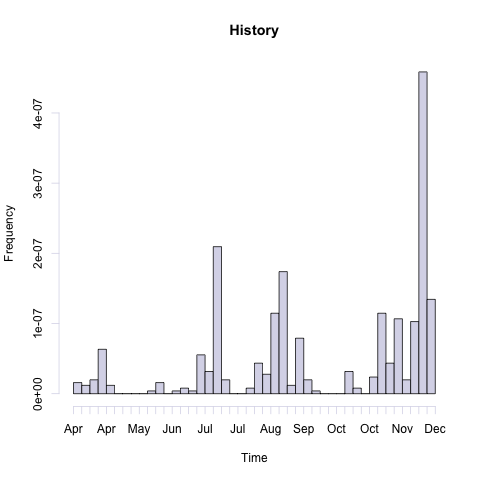 History
Frequency
4e-07
3e-07
2e-07
1e-07
0e+00
Apr Apr May Jun Jul Jul Aug Sep Oct Oct Nov Dec
Time